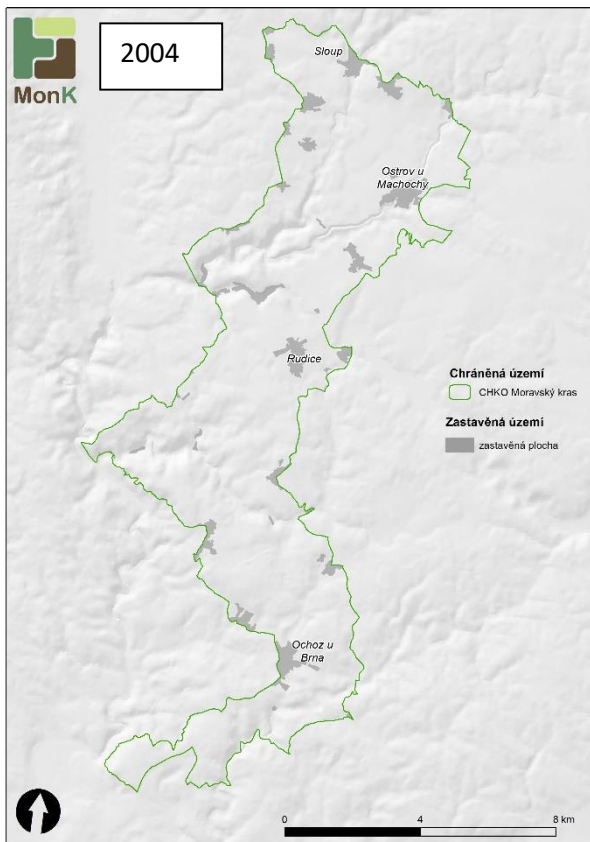 MonK
2004
Sloup
Ostrov u
Machochy
Rudice
Chráněná území
CHKO Moravský kras
Zastavěná území
zastavěná plocha
Ochoz u
Brna
0 4 8 km